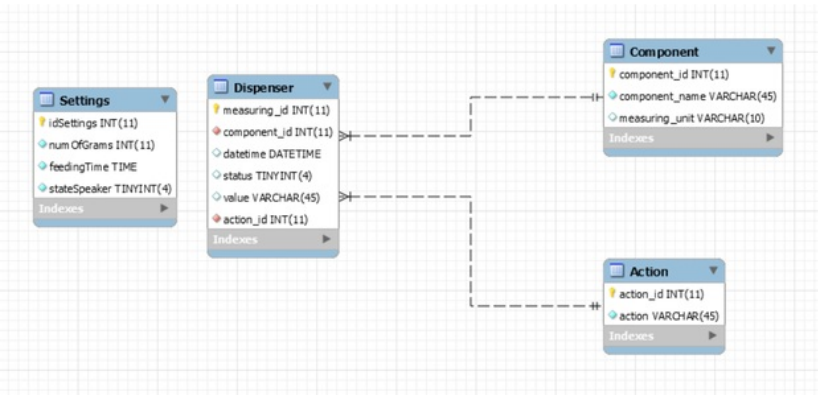 Settings
idSettings INT(11)
numOfGrams INT(11)
feedingTime TIME
stateSpeaker TINYINT(4)
Indexes
Dispenser
measuring_id INT(11)
component_id INT(11)
datetime DATETIME
status TINYINT(4)
value VARCHAR(45)
action_id INT(11)
Indexes
Component
component_id INT(11)
component_name VARCHAR(45)
measuring_unit VARCHAR(10)
Indexes
Action
action_id INT(11)
action VARCHAR(45)
Indexes